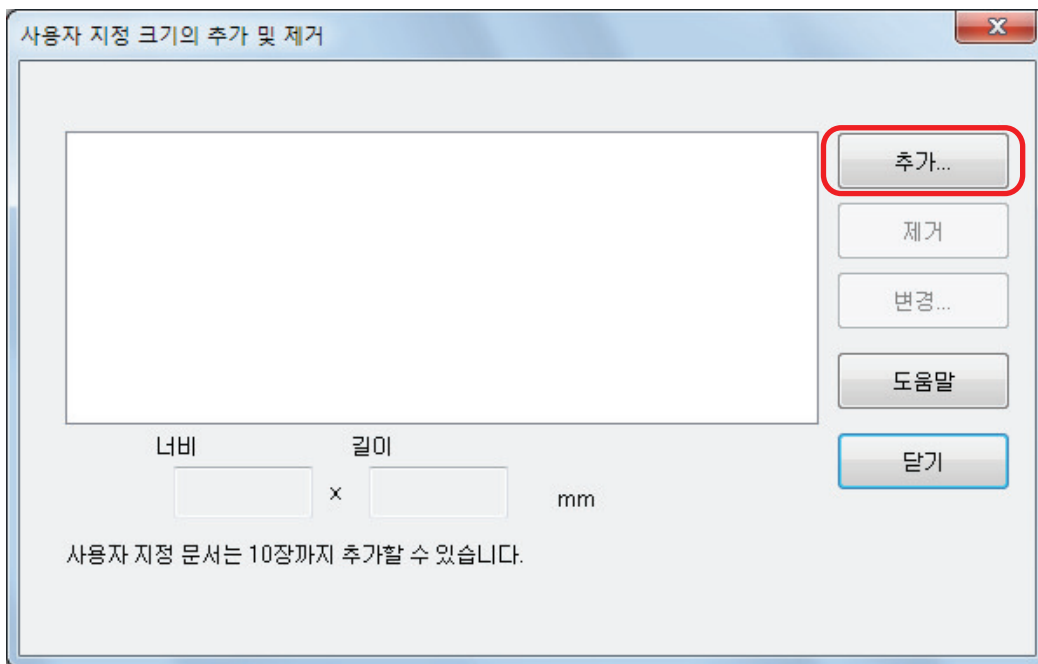 사용자 지정 크기의 추가 및 제거
추가...
제거
변경...
도움말
닫기
너비 길이
x mm
사용자 지정 문서는 10장까지 추가할 수 있습니다.